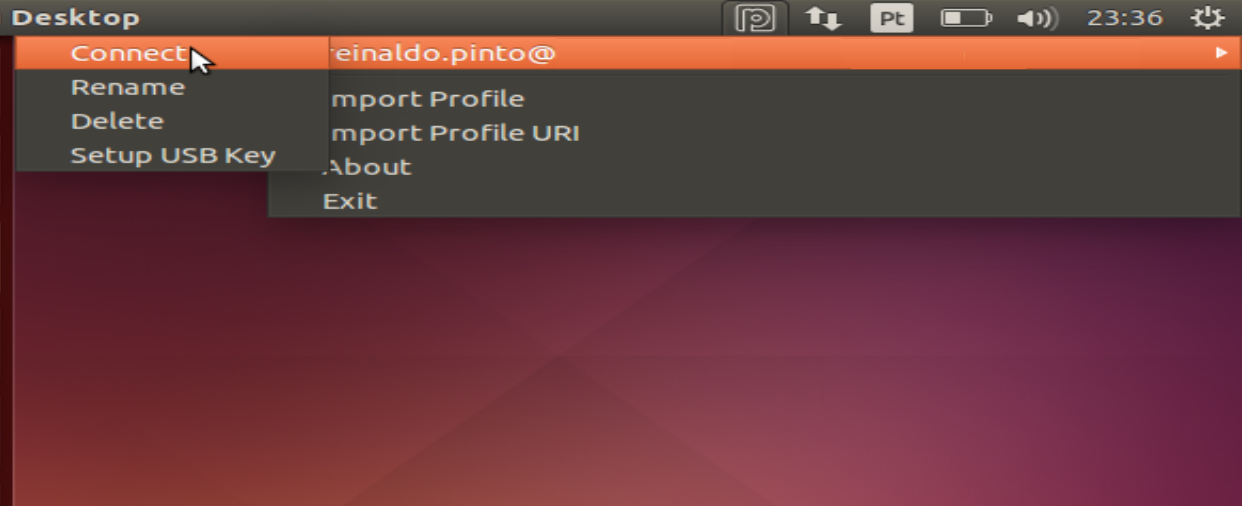 Desktop
Pt
23:36
Connect
Rename
Delete
Setup USB Key
reinaldo.pinto@
mport Profile
mport Profile URI
About
Exit